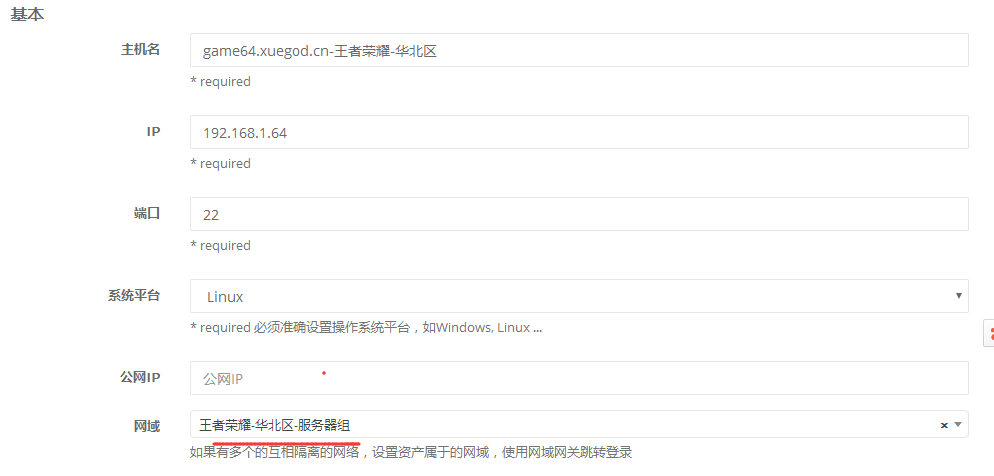 基本
主机名
game64.xuegod.cn-王者荣耀-华北区
* required
IP
192.168.1.64
* required
端口
22
* required
系统平台
Linux
* required 必须准确设置操作系统平台，如Windows, Linux ...
公网IP
公网IP
网域
王者荣耀-华北区-服务器组
如果有多个的互相隔离的网络，设置资产属于的网域，使用网域网关跳转登录